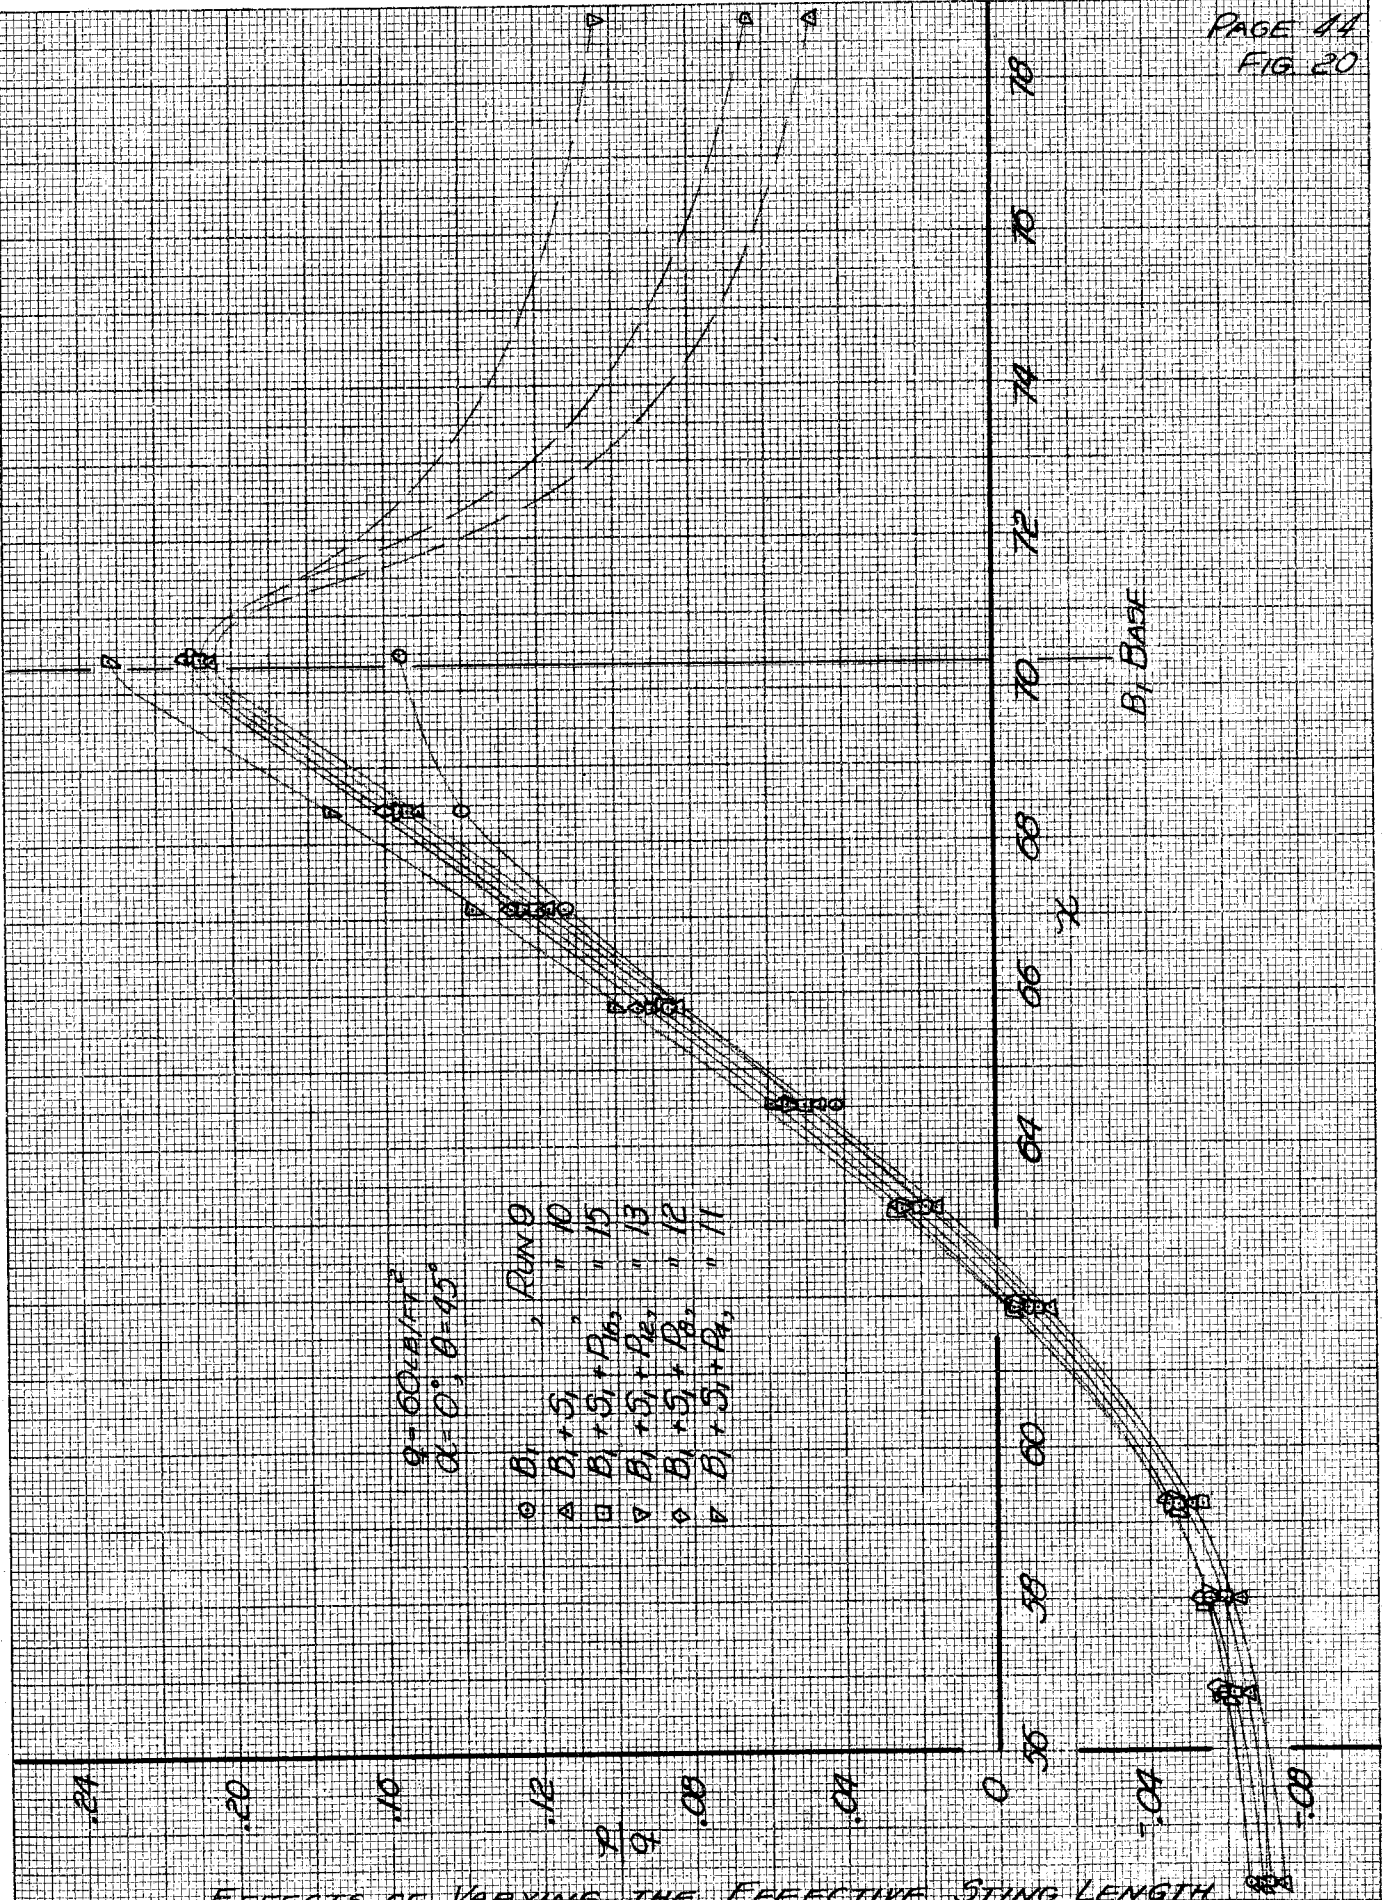 PAGE 44
FIG. 20
q = 60 LB/FT²
α = 0°, θ = 45°
○ B₁ , RUN 9
△ B₁ + S₁ , " 10
□ B₁ + S₁ + P₁₆, " 15
▽ B₁ + S₁ + P₁₂, " 13
◇ B₁ + S₁ + P₈, " 12
B₁ + S₁ + P₄, " 11
.24
.20
.16
.12
.08
.04
0
-.04
-.08
P/q
56
58
60
64
66
68
70
72
74
76
78
x
B₁ BASE
EFFECTS OF VARYING THE EFFECTIVE STING LENGTH